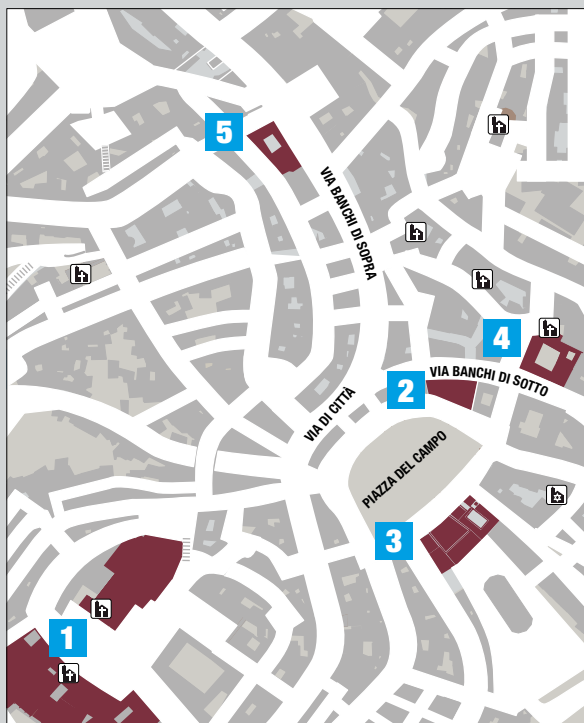 5
VIA BANCHI DI SOPRA
4
VIA BANCHI DI SOTTO
2
VIA DI CITTÀ
PIAZZA DEL CAMPO
3
1